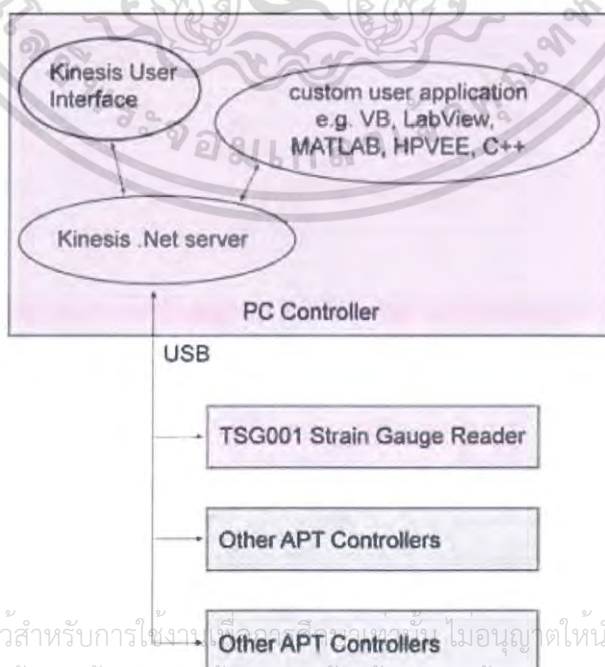 Kinesis User
Interface
custom user application
e.g. VB, LabView,
MATLAB, HPVEE, C++
Kinesis .Net server
PC Controller
USB
TSG001 Strain Gauge Reader
Other APT Controllers
Other APT Controllers